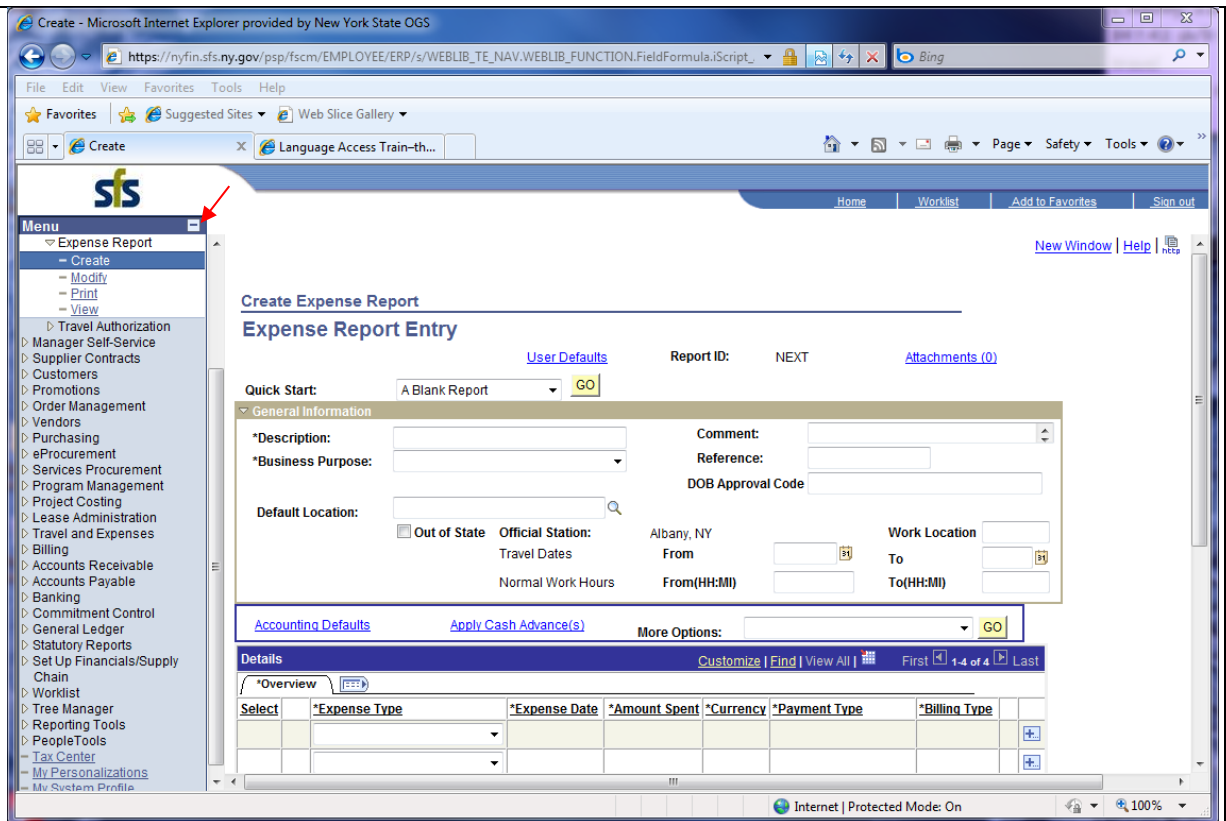 Create - Microsoft Internet Explorer provided by New York State OGS
https://nyfin.sfs.ny.gov/psp/fscm/EMPLOYEE/ERP/s/WEBLIB_TE_NAV.WEBLIB_FUNCTION.FieldFormula.iScript_
Bing
File Edit View Favorites Tools Help
Favorites Suggested Sites Web Slice Gallery
Create X Language Access Train–th... Page Safety Tools
sfs
Home Worklist Add to Favorites Sign out
Menu
New Window | Help | http
Expense Report
Create
Modify
Print
View
Travel Authorization
Manager Self-Service
Supplier Contracts
Customers
Promotions
Order Management
Vendors
Purchasing
eProcurement
Services Procurement
Program Management
Project Costing
Lease Administration
Travel and Expenses
Billing
Accounts Receivable
Accounts Payable
Banking
Commitment Control
General Ledger
Statutory Reports
Set Up Financials/Supply
Chain
Worklist
Tree Manager
Reporting Tools
PeopleTools
Tax Center
My Personalizations
My System Profile
Create Expense Report
Expense Report Entry
User Defaults Report ID: NEXT Attachments (0)
Quick Start: A Blank Report GO
General Information
*Description: Comment:
*Business Purpose: Reference:
DOB Approval Code
Default Location:
Out of State Official Station: Albany, NY Work Location
Travel Dates From 31 To 31
Normal Work Hours From(HH:MI) To(HH:MI)
Accounting Defaults Apply Cash Advance(s) More Options: GO
Details Customize | Find | View All | First 1-4 of 4 Last
*Overview
Select *Expense Type *Expense Date *Amount Spent *Currency *Payment Type *Billing Type
Internet | Protected Mode: On 100%